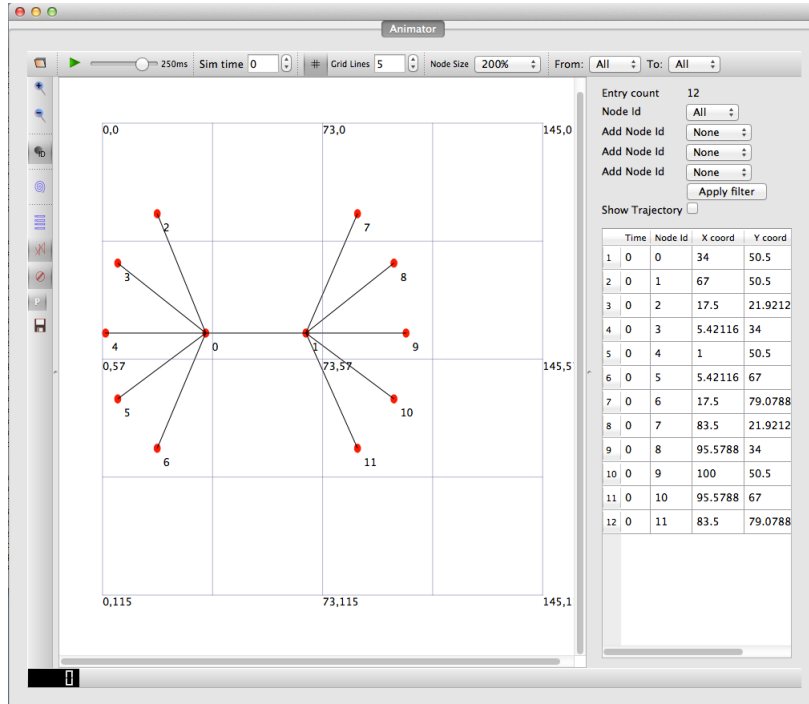 Animator
250ms Sim time 0 # Grid Lines 5 Node Size 200% From: All To: All
Entry count 12
Node Id All
Add Node Id None
Add Node Id None
Add Node Id None
Apply filter
Show Trajectory
ID
P
0,0 73,0 145,0
2 7
3 8
4 0 1 9
0,57 73,57 145,57
5 10
6 11
0,115 73,115 145,1
Time Node Id X coord Y coord
1 0 0 34 50.5
2 0 1 67 50.5
3 0 2 17.5 21.9212
4 0 3 5.42116 34
5 0 4 1 50.5
6 0 5 5.42116 67
7 0 6 17.5 79.0788
8 0 7 83.5 21.9212
9 0 8 95.5788 34
10 0 9 100 50.5
11 0 10 95.5788 67
12 0 11 83.5 79.0788
0